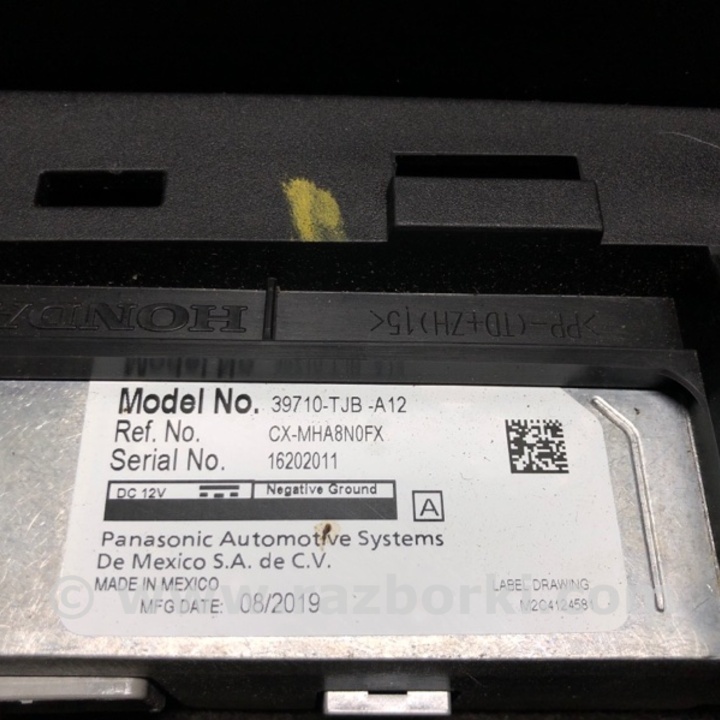 HONDA
>PP-(TD+ZH)15<
Model No. 39710-TJB -A12
Ref. No. CX-MHA8N0FX
Serial No. 16202011
DC 12V Negative Ground
A
Panasonic Automotive Systems
De Mexico S.A. de C.V.
MADE IN MEXICO
MFG DATE: 08/2019
LABEL DRAWING
M2C4124581
© www.razborki.com